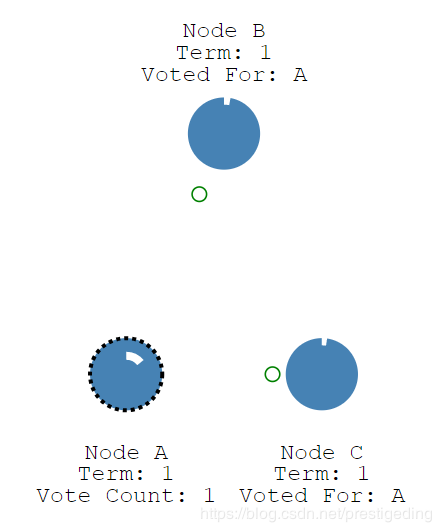 Node B
Term: 1
Voted For: A
Node A
Term: 1
Vote Count: 1
Node C
Term: 1
Voted For: A
https://blog.csdn.net/prestigeding